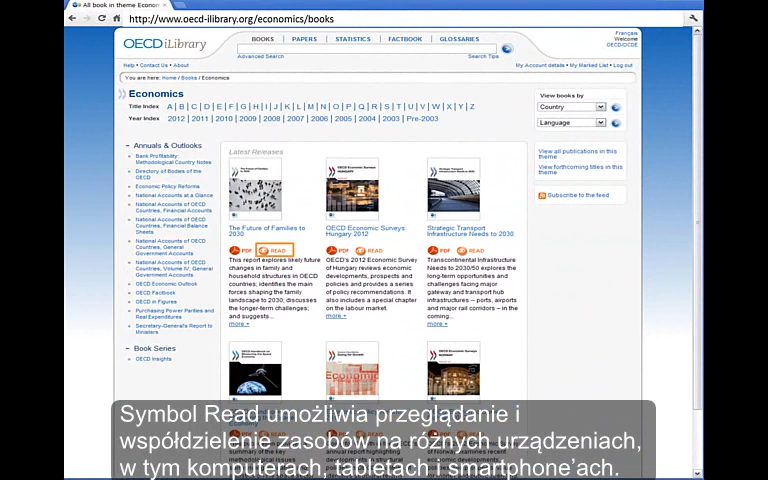 All book in theme Econom
http://www.oecd-ilibrary.org/economics/books
OECD iLibrary
BOOKS | PAPERS | STATISTICS | FACTBOOK | GLOSSARIES
Advanced Search
Search Tips
Français
Welcome
OECD/OCDE
Help • Contact Us • About
My Account details • My Marked List • Log out
You are here: Home / Books / Economics
Economics
Title Index A | B | C | D | E | F | G | H | I | J | K | L | M | N | O | P | Q | R | S | T | U | V | W | X | Y | Z
Year Index 2012 | 2011 | 2010 | 2009 | 2008 | 2007 | 2006 | 2005 | 2004 | 2003 | Pre-2003
View books by
Country
Language
View all publications in this
theme
View forthcoming titles in this
theme
Subscribe to the feed
Annuals & Outlooks
Bank Profitability:
Methodological Country Notes
Directory of Bodies of the
OECD
Economic Policy Reforms
National Accounts at a Glance
National Accounts of OECD
Countries, Financial Accounts
National Accounts of OECD
Countries, Financial Balance
Sheets
National Accounts of OECD
Countries, General
Government Accounts
National Accounts of OECD
Countries, Volume IV, General
Government Accounts
OECD Economic Outlook
OECD Factbook
OECD in Figures
Purchasing Power Parities and
Real Expenditures
Secretary-General's Report to
Ministers
Book Series
OECD Insights
Latest Releases
The Future of Families to
2030
PDF READ
This report explores likely future
changes in family and
household structures in OECD
countries; identifies the main
forces shaping the family
landscape to 2030; discusses
the longer-term challenges;
and suggests...
more »
OECD Economic Surveys:
Hungary 2012
PDF READ
OECD's 2012 Economic Survey
of Hungary reviews economic
developments, prospects and
policies and provides a series
of policy recommendations. It
also includes a special chapter
on the labour market.
more »
Strategic Transport
Infrastructure Needs to 2030
PDF READ
Transcontinental Infrastructure
Needs to 2030/50 explores the
long-term opportunities and
challenges facing major
gateway and transport hub
infrastructures -- ports, airports
and major rail corridors -- in the
coming...
more »
Symbol Read umożliwia przeglądanie i
współdzielenie zasobów na różnych urządzeniach,
w tym komputerach, tabletach i smartphone'ach.